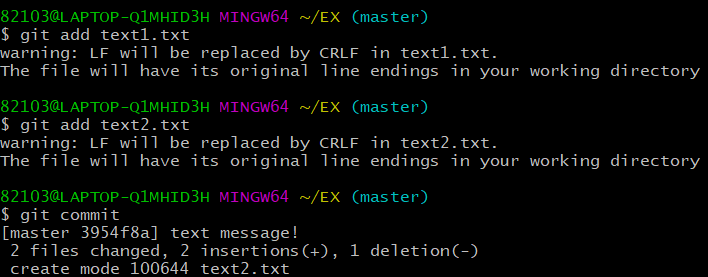 82103@LAPTOP-Q1MHID3H MINGW64 ~/EX (master)
$ git add text1.txt
warning: LF will be replaced by CRLF in text1.txt.
The file will have its original line endings in your working directory
82103@LAPTOP-Q1MHID3H MINGW64 ~/EX (master)
$ git add text2.txt
warning: LF will be replaced by CRLF in text2.txt.
The file will have its original line endings in your working directory
82103@LAPTOP-Q1MHID3H MINGW64 ~/EX (master)
$ git commit
[master 3954f8a] text message!
 2 files changed, 2 insertions(+), 1 deletion(-)
 create mode 100644 text2.txt